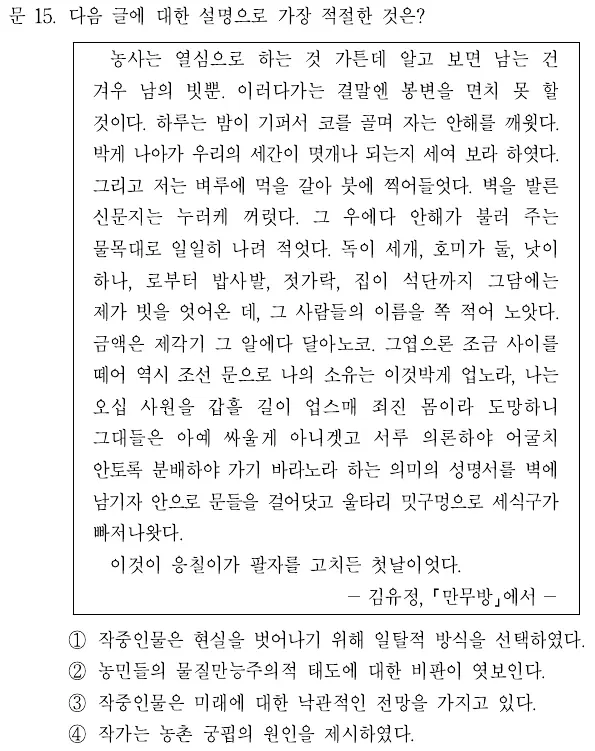 문 15. 다음 글에 대한 설명으로 가장 적절한 것은?
농사는 열심으로 하는 것 가튼데 알고 보면 남는 건
겨우 남의 빗뿐. 이러다가는 결말엔 봉변을 면치 못 할
것이다. 하루는 밤이 기퍼서 코를 골며 자는 안해를 깨웟다.
박게 나아가 우리의 세간이 몃개나 되는지 세여 보라 하엿다.
그리고 저는 벼루에 먹을 갈아 붓에 찍어들엇다. 벽을 발른
신문지는 누러케 꺼럿다. 그 우에다 안해가 불러 주는
물목대로 일일히 나려 적엇다. 독이 세개, 호미가 둘, 낫이
하나, 로부터 밥사발, 젓가락, 집이 석단까지 그담에는
제가 빗을 엇어온 데, 그 사람들의 이름을 쪽 적어 노앗다.
금액은 제각기 그 알에다 달아노코. 그엽으론 조금 사이를
떼어 역시 조선 문으로 나의 소유는 이것박게 업노라, 나는
오십 사원을 갑흘 길이 업스매 죄진 몸이라 도망하니
그대들은 아예 싸울게 아니겟고 서루 의론하야 어굴치
안토록 분배하야 가기 바라노라 하는 의미의 성명서를 벽에
남기자 안으로 문들을 걸어닷고 울타리 밋구멍으로 세식구가
빠저나왓다.
이것이 응칠이가 팔자를 고치든 첫날이엇다.
－ 김유정, ｢만무방｣에서 －
① 작중인물은 현실을 벗어나기 위해 일탈적 방식을 선택하였다.
② 농민들의 물질만능주의적 태도에 대한 비판이 엿보인다.
③ 작중인물은 미래에 대한 낙관적인 전망을 가지고 있다.
④ 작가는 농촌 궁핍의 원인을 제시하였다.